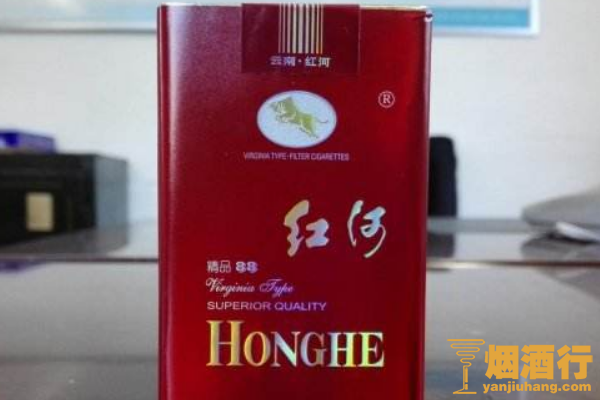 云南·红河
®
VIRGINIA TYPE-FILTER CIGARETTES
红河
精品 88
Virginia Type
SUPERIOR QUALITY
HONGHE
烟酒行
yanjiuhang.com